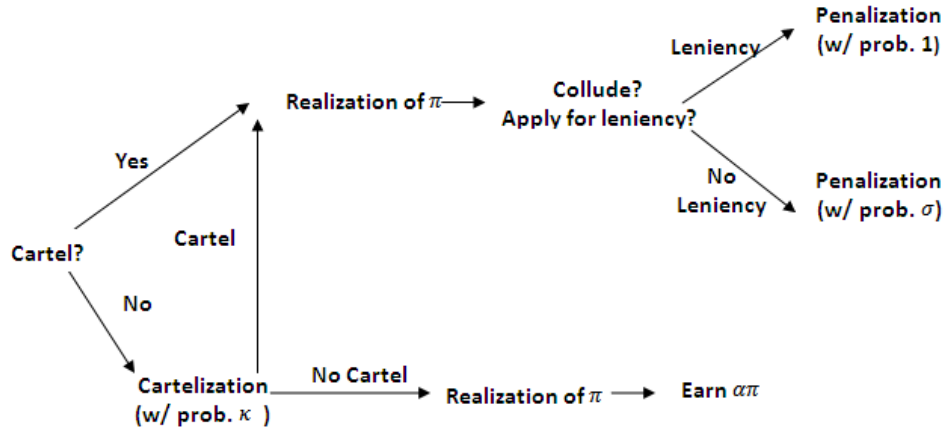 Penalization
(w/ prob. 1)
Leniency
Collude?
Apply for leniency?
Realization of π
Yes
No
Leniency
Penalization
(w/ prob. σ)
Cartel
Cartel?
No
No Cartel
Cartelization
(w/ prob. κ )
Realization of π
Earn απ